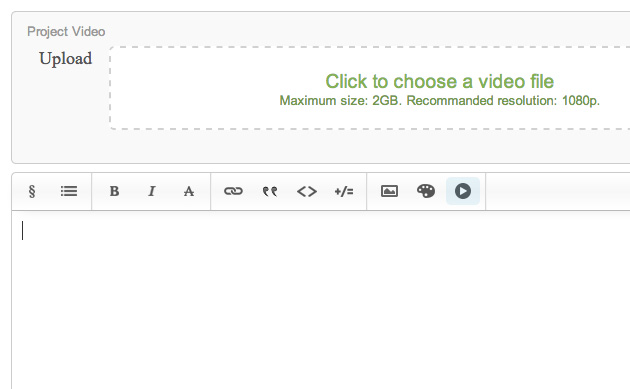 Project Video
Upload
Click to choose a video file
Maximum size: 2GB. Recommanded resolution: 1080p.
§ B I A <> +/=